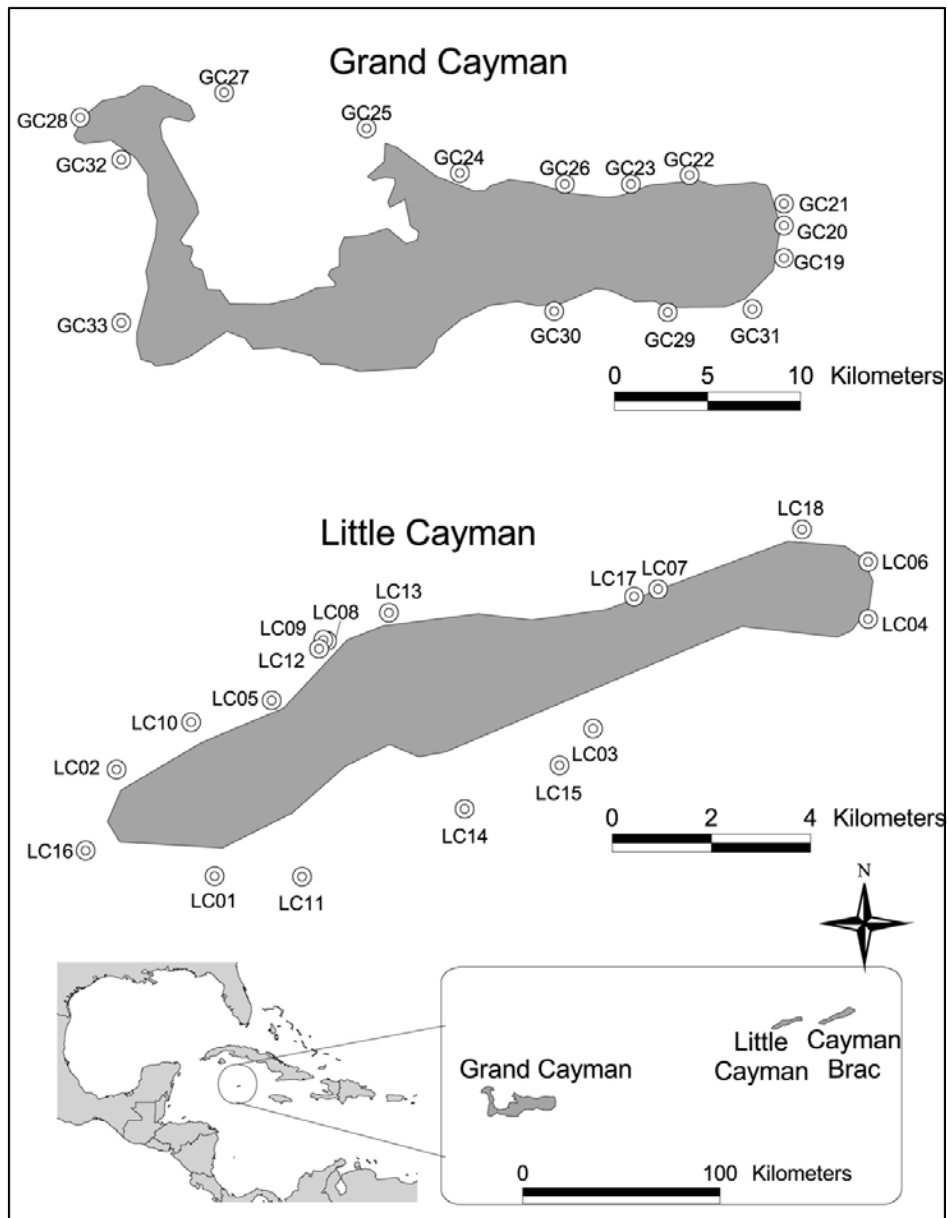 Grand Cayman
GC27
GC28
GC25
GC32
GC24
GC26
GC23
GC22
GC21
GC20
GC19
GC33
GC30
GC29
GC31
0 5 10 Kilometers
Little Cayman
LC18
LC17
LC07
LC06
LC13
LC08
LC09
LC04
LC12
LC05
LC10
LC03
LC02
LC15
LC14
0 2 4 Kilometers
LC16
LC01
LC11
N
Grand Cayman
Little
Cayman
Cayman
Brac
0 100 Kilometers